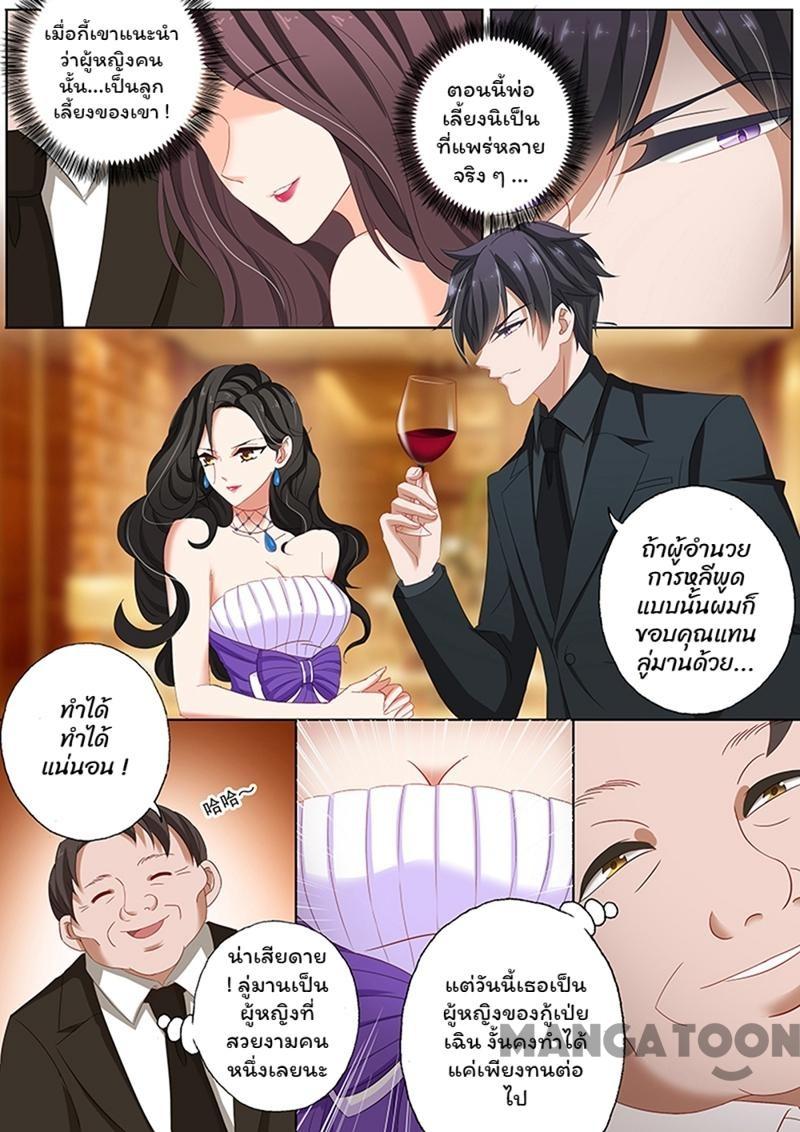 เมื่อกี้เขาแนะนำ
ว่าผู้หญิงคน
นั้น...เป็นลูก
เลี้ยงของเขา !
ตอนนี้พ่อ
เลี้ยงนิเป็น
ที่แพร่หลาย
จริง ๆ ...
ถ้าผู้อำนวย
การหลีพูด
แบบนั้นผมก็
ขอบคุณแทน
ลู่มานด้วย...
ทำได้
ทำได้
แน่นอน !
哈哈~
น่าเสียดาย
! ลู่มานเป็น
ผู้หญิงที่
สวยงามคน
หนึ่งเลยนะ
แต่วันนี้เธอเป็น
ผู้หญิงของกู้เป่ย
เฉิน งั้นคงทำได้
แค่เพียงทนต่อ
ไป
MANGATOON